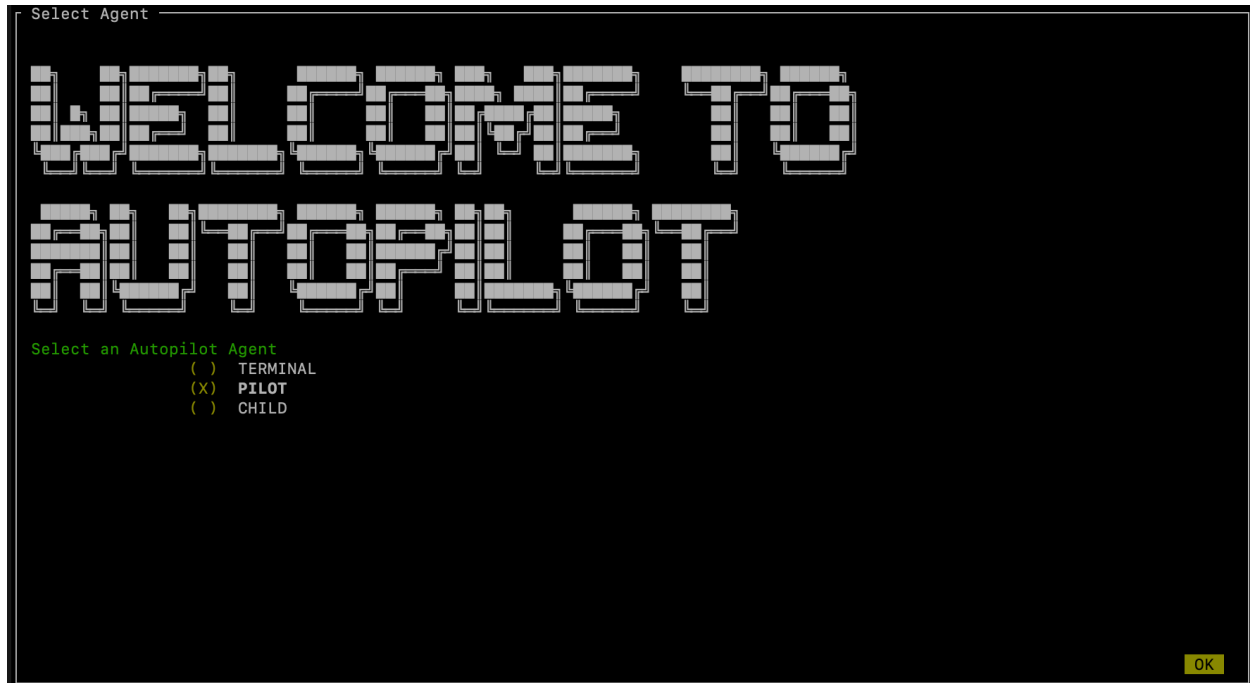 Select Agent
WELCOME TO
AUTOPILOT
Select an Autopilot Agent
( ) TERMINAL
(X) PILOT
( ) CHILD
OK